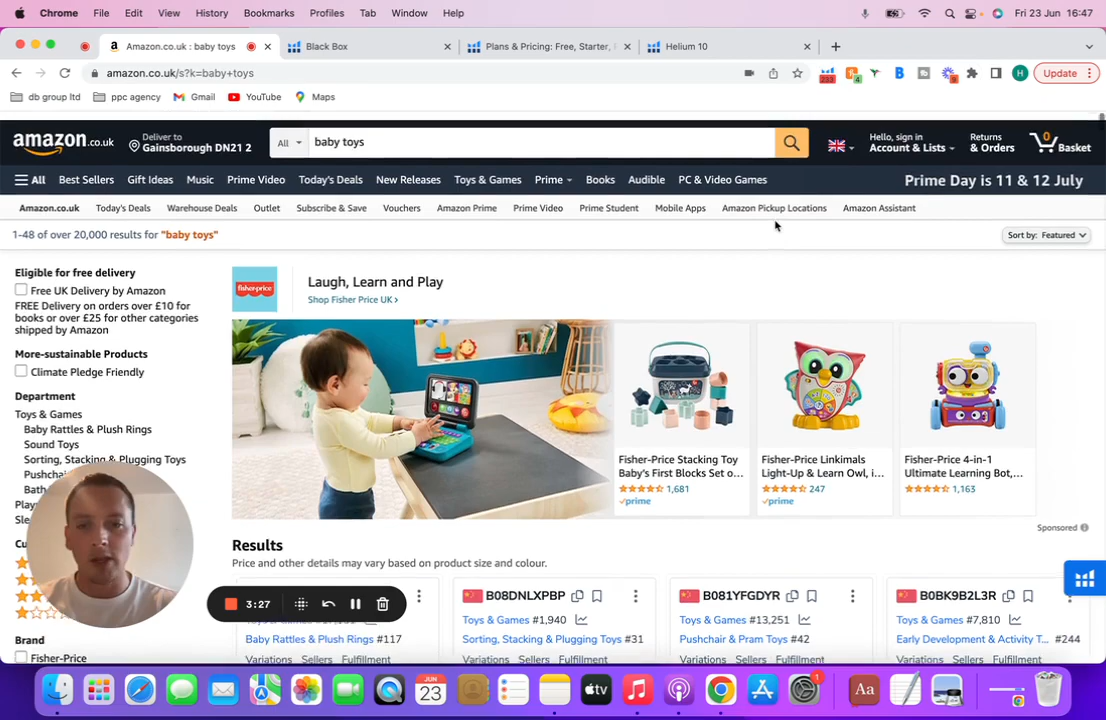 Chrome File Edit View History Bookmarks Profiles Tab Window Help Fri 23 Jun 16:47
Amazon.co.uk : baby toys Black Box Plans & Pricing: Free, Starter, Helium 10
amazon.co.uk/s?k=baby+toys 233 4 9 H Update
db group ltd ppc agency Gmail YouTube Maps
amazon.co.uk Deliver to Gainsborough DN21 2 All baby toys Hello, sign in Account & Lists Returns & Orders 0 Basket
All Best Sellers Gift Ideas Music Prime Video Today's Deals New Releases Toys & Games Prime Books Audible PC & Video Games Prime Day is 11 & 12 July
Amazon.co.uk Today's Deals Warehouse Deals Outlet Subscribe & Save Vouchers Amazon Prime Prime Video Prime Student Mobile Apps Amazon Pickup Locations Amazon Assistant
1-48 of over 20,000 results for "baby toys" Sort by: Featured
Eligible for free delivery
Free UK Delivery by Amazon
FREE Delivery on orders over £10 for
books or over £25 for other categories
shipped by Amazon
More-sustainable Products
Climate Pledge Friendly
Department
Toys & Games
Baby Rattles & Plush Rings
Sound Toys
Sorting, Stacking & Plugging Toys
Pushchai
Bath
Play
Sle
Cu
Brand
Fisher-Price
fisher-price
Laugh, Learn and Play
Shop Fisher Price UK ›
Fisher-Price Stacking Toy
Baby's First Blocks Set o...
1,681
prime
Fisher-Price Linkimals
Light-Up & Learn Owl, i...
247
prime
Fisher-Price 4-in-1
Ultimate Learning Bot,...
1,163
Sponsored
Results
Price and other details may vary based on product size and colour.
3:27
Baby Rattles & Plush Rings #117
Variations Sellers Fulfillment
B08DNLXPBP
Toys & Games #1,940
Sorting, Stacking & Plugging Toys #31
Variations Sellers Fulfillment
B081YFGDYR
Toys & Games #13,251
Pushchair & Pram Toys #42
Variations Sellers Fulfillment
B0BK9B2L3R
Toys & Games #7,810
Early Development & Activity T... #244
Variations Sellers Fulfillment
JUN
23
tv
Aa
1